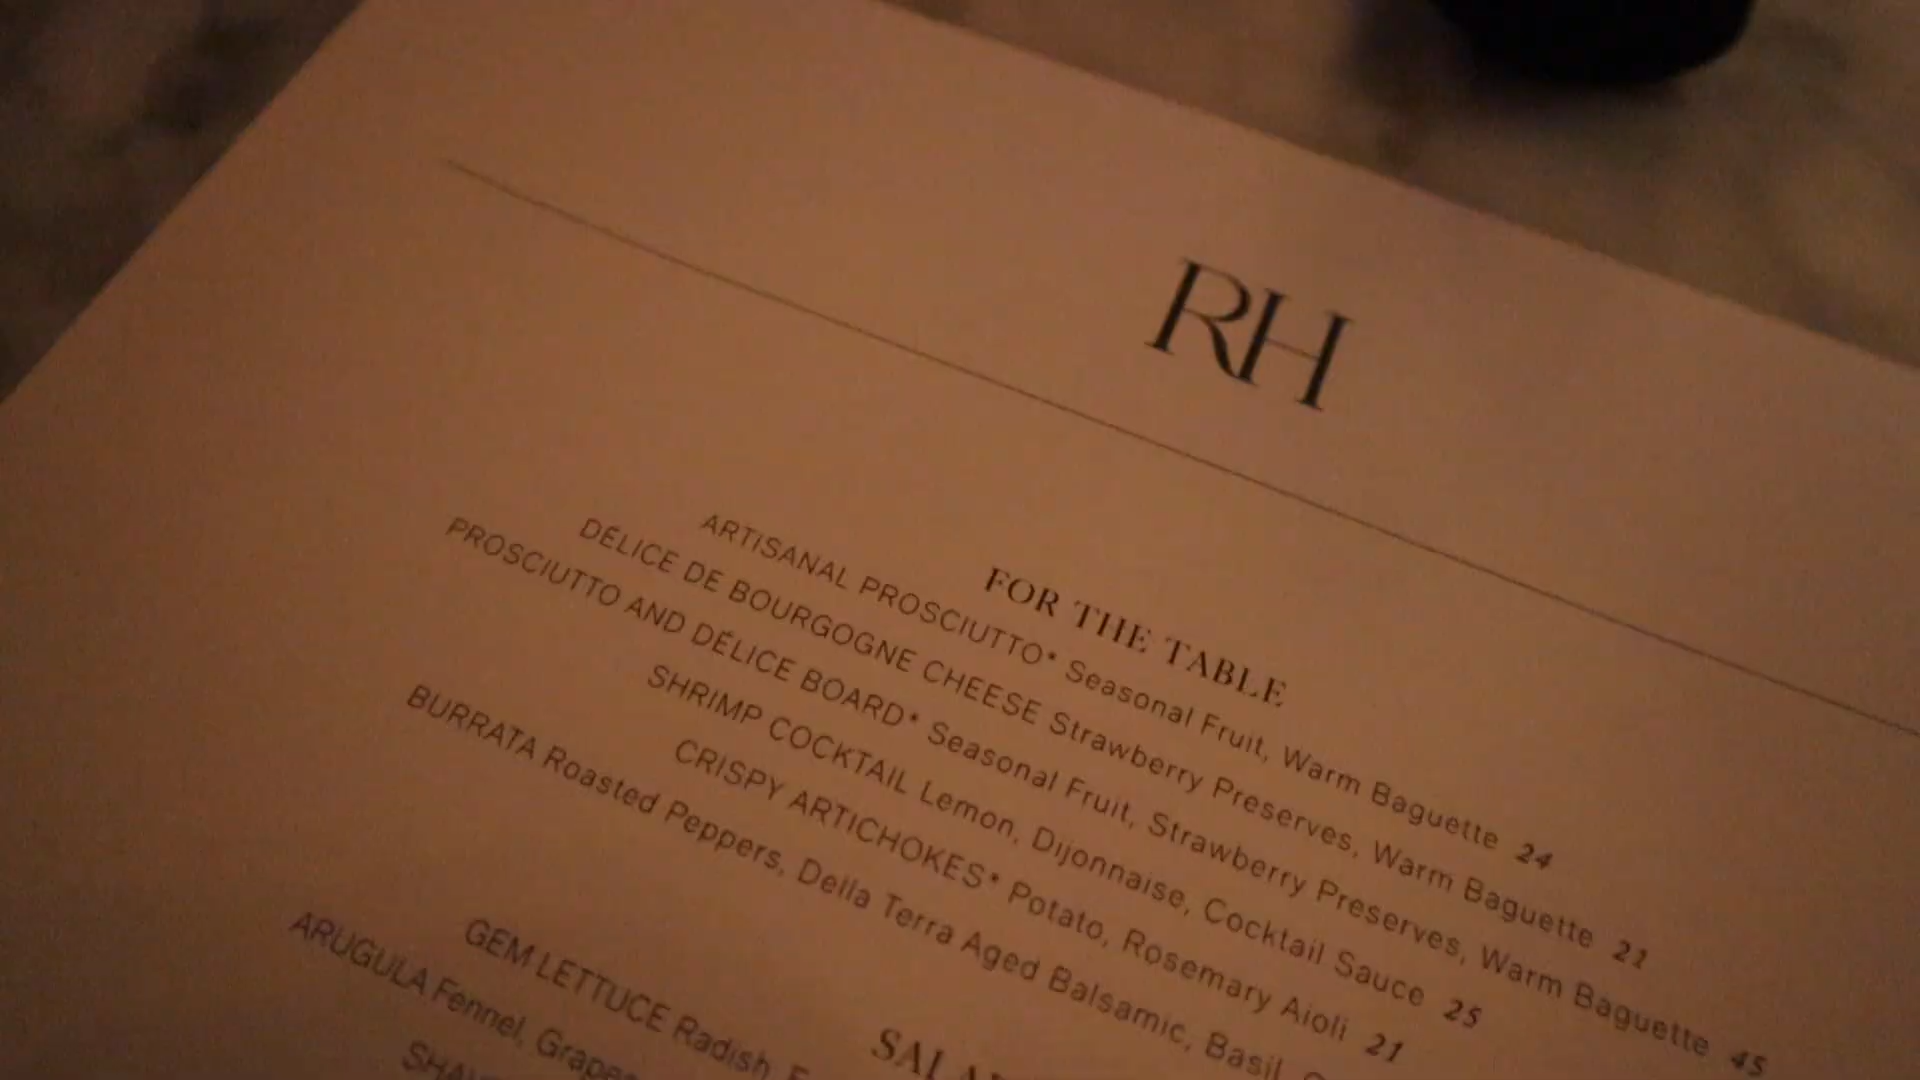 RH
FOR THE TABLE
ARTISANAL PROSCIUTTO* Seasonal Fruit, Warm Baguette 24
DÉLICE DE BOURGOGNE CHEESE Strawberry Preserves, Warm Baguette 21
PROSCIUTTO AND DÉLICE BOARD* Seasonal Fruit, Strawberry Preserves, Warm Baguette 45
SHRIMP COCKTAIL Lemon, Dijonnaise, Cocktail Sauce 25
CRISPY ARTICHOKES* Potato, Rosemary Aioli 21
BURRATA Roasted Peppers, Della Terra Aged Balsamic, Basil
GEM LETTUCE Radish
ARUGULA Fennel,